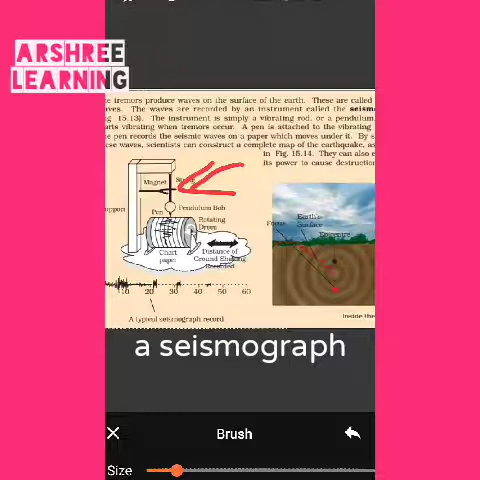 ARSHREE
LEARNING
e tremors produce waves on the surface of the earth. These are called
aves. The waves are recorded by an instrument called the seism
ig 15.13). The instrument is simply a vibrating rod, or a pendulum,
arts vibrating when tremors occur. A pen is attached to the vibrating
he pen records the seismic waves on a paper which moves under it. By s
ese waves, scientists can construct a complete map of the earthquake, as
in Fig. 15.14. They can also e
its power to cause destruction
Magnet
Support
Pen
Pendulum Bob
Rotating
Drum
Chart
paper
Distance of
Ground Shaking
Recorded
10 20 30 40 50 60
A typical seismograph record
Focus
Earth's
Surface
Epicentre
Inside the
a seismograph
Brush
Size